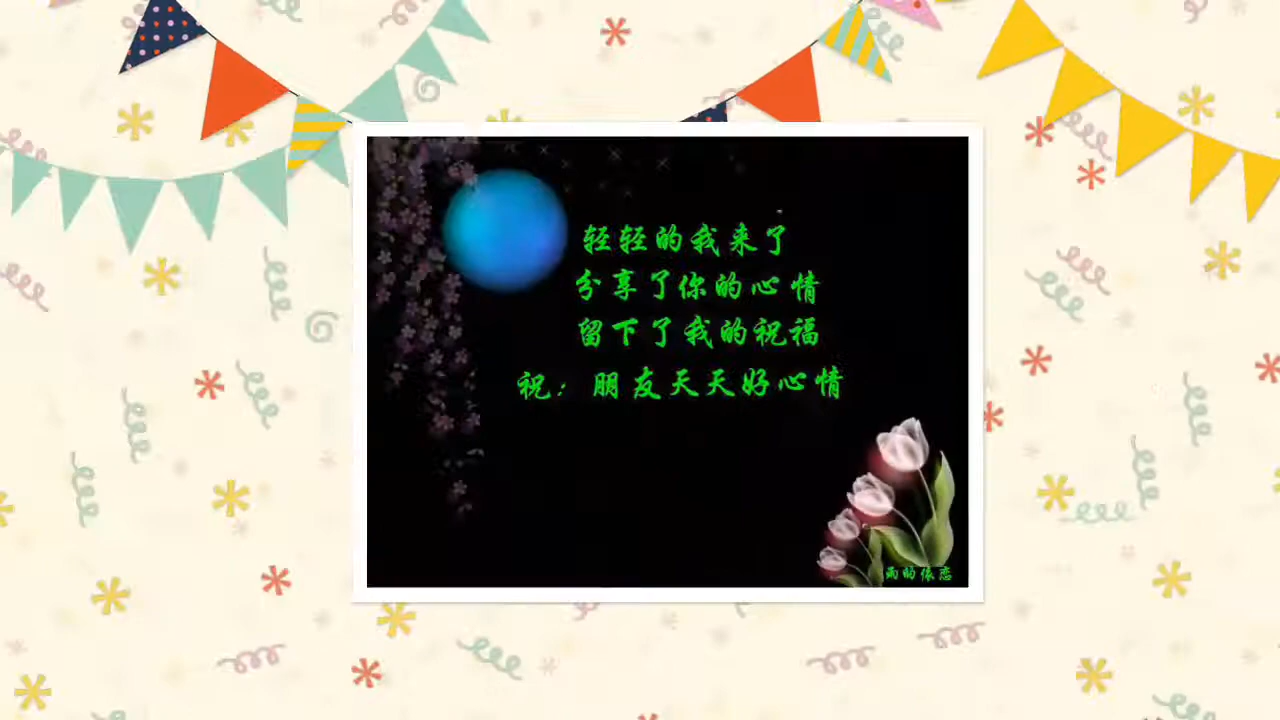 轻轻的我来了
分享了你的心情
留下了我的祝福
祝：朋友天天好心情
雨的依恋